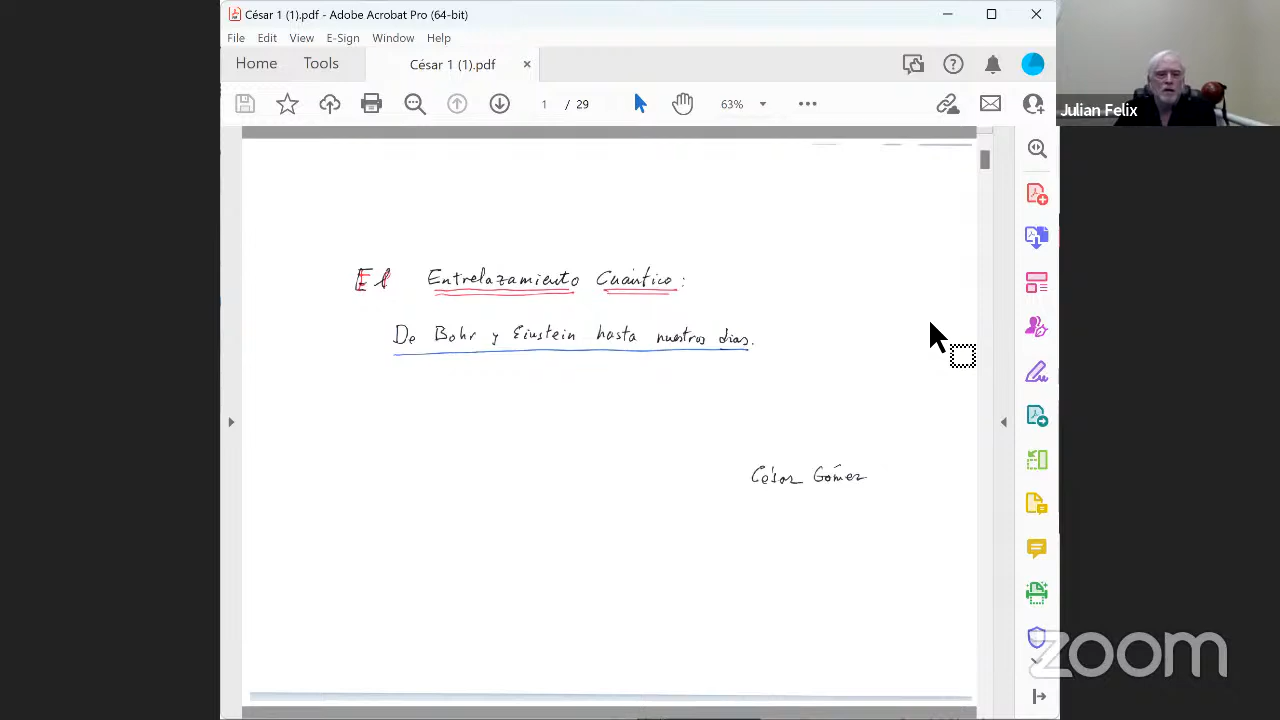 César 1 (1).pdf - Adobe Acrobat Pro (64-bit)
File Edit View E-Sign Window Help
Home Tools César 1 (1).pdf ×
1 / 29 63%
Julian Felix
El Entrelazamiento Cuántico:
De Bohr y Einstein hasta nuestros días.
César Gómez
zoom